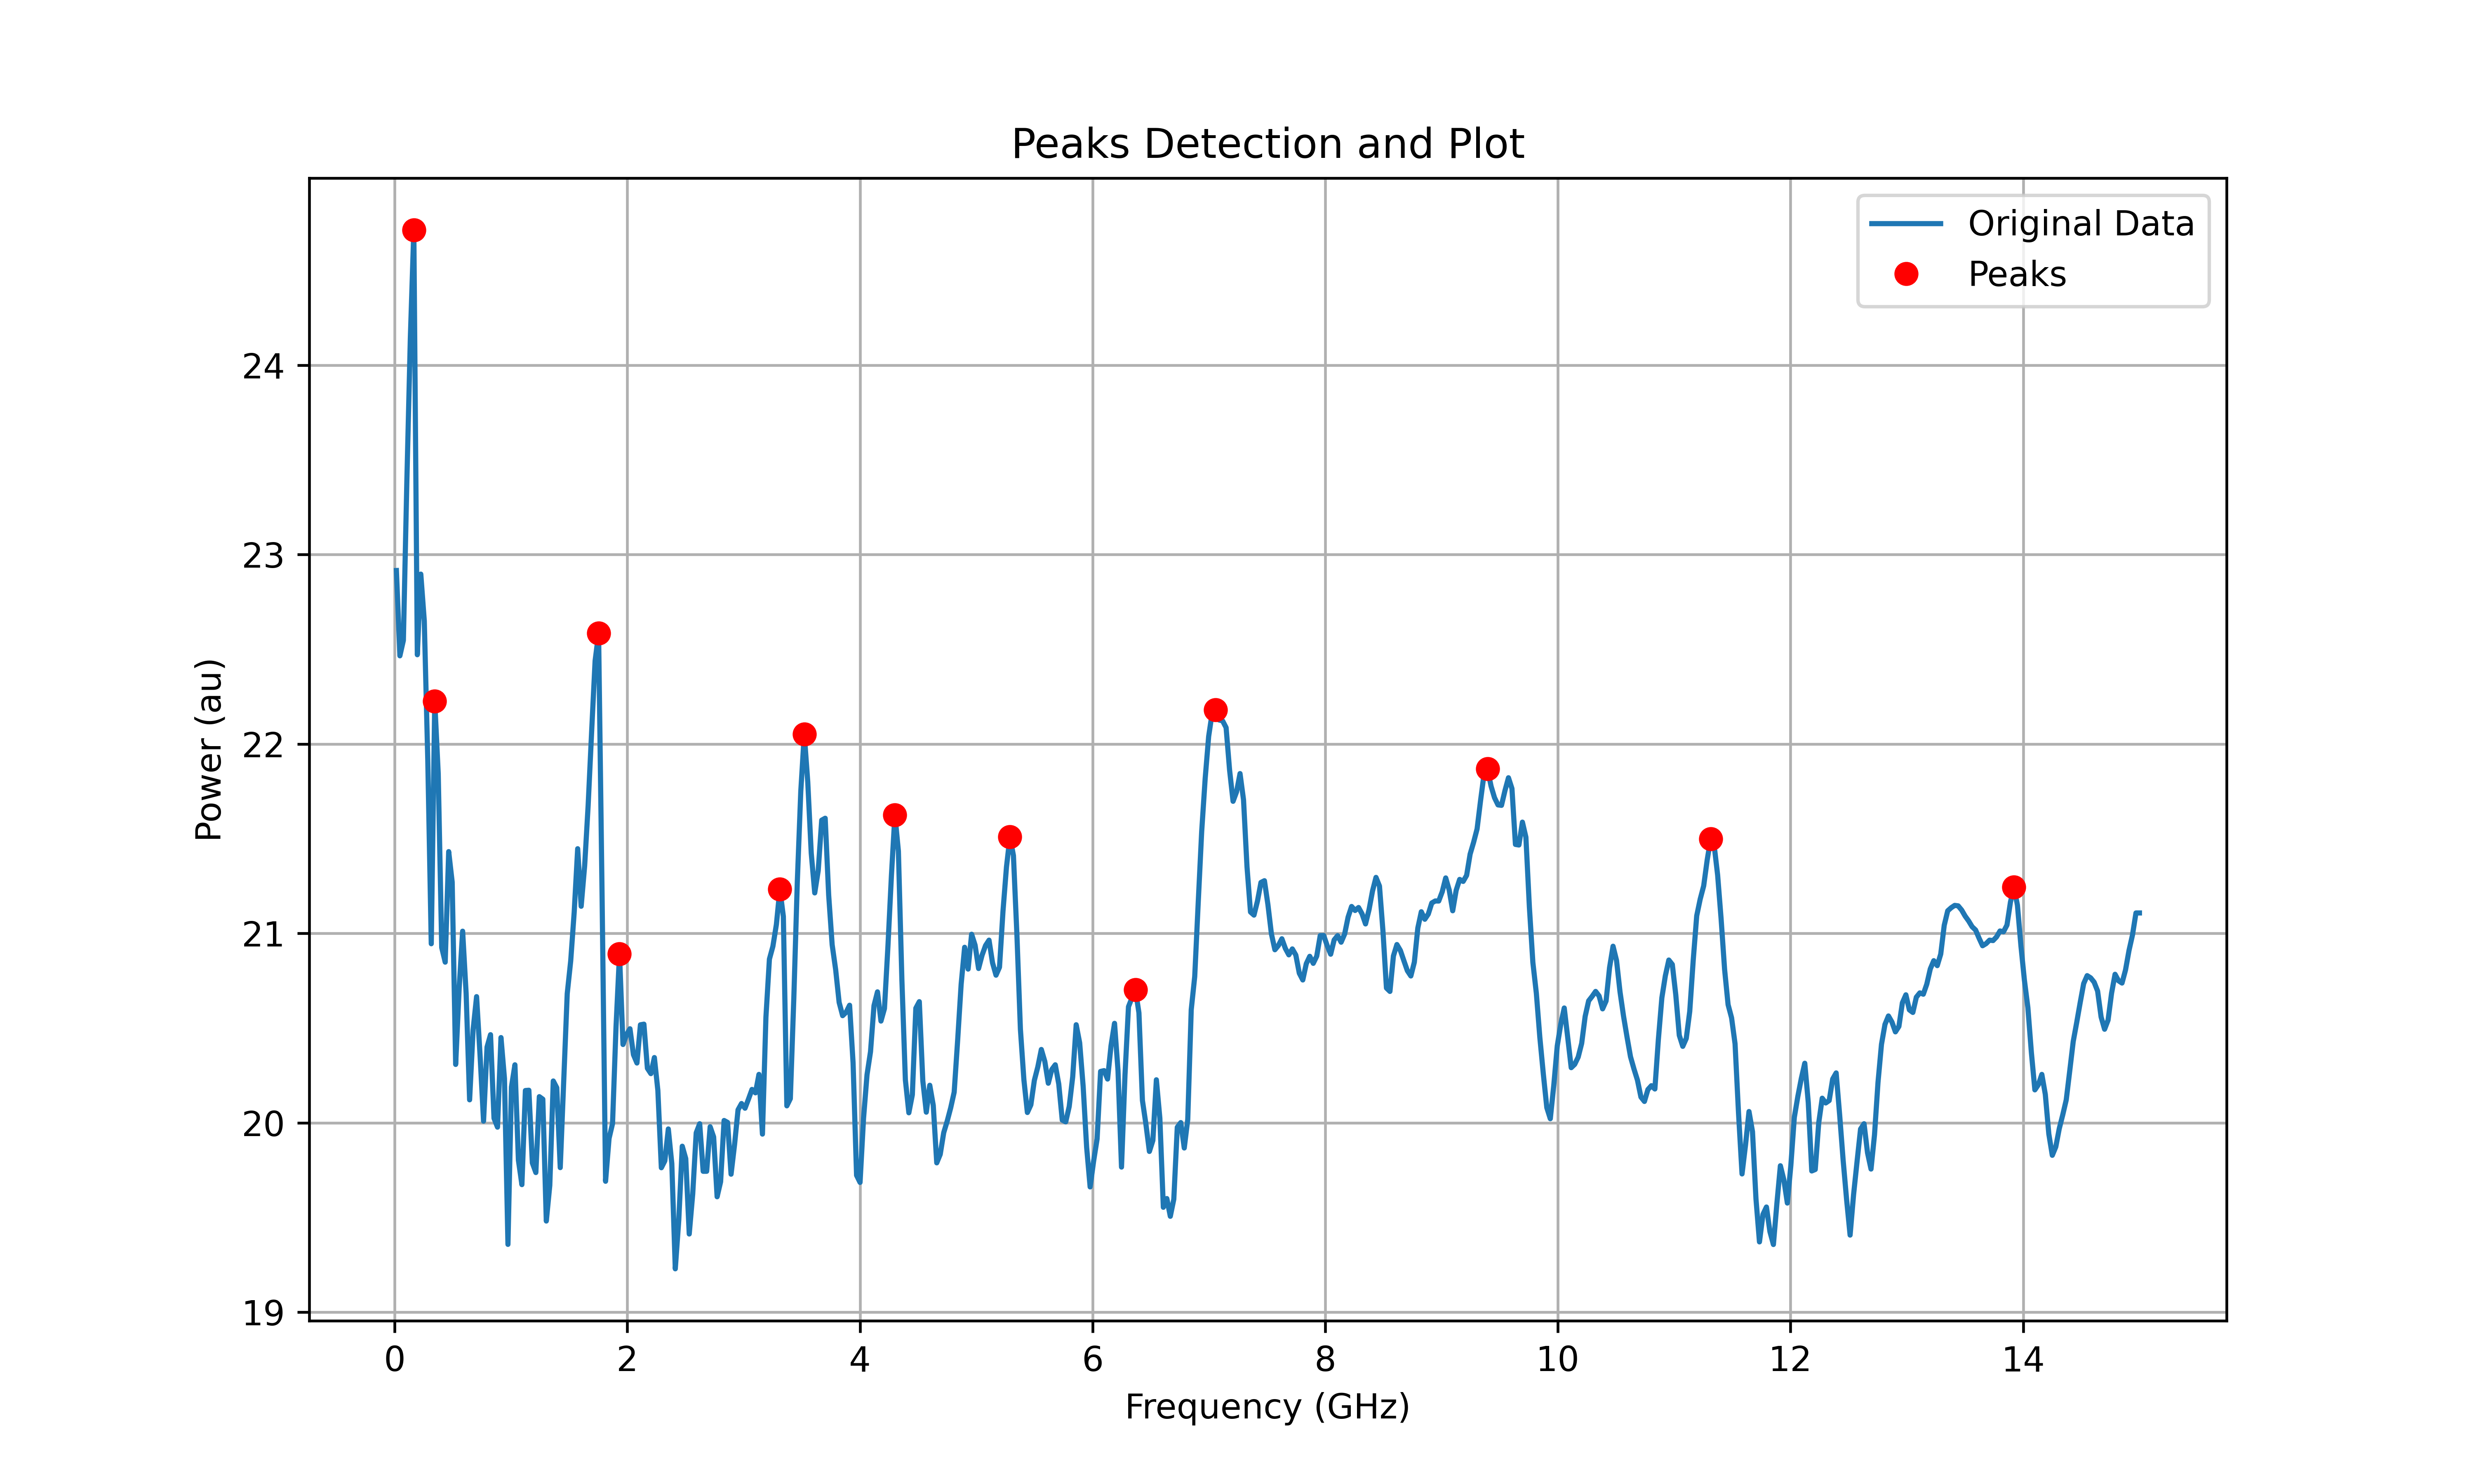 Peaks Detection and Plot
Original Data
Peaks
24
23
22
21
20
19
Power (au)
0 2 4 6 8 10 12 14
Frequency (GHz)